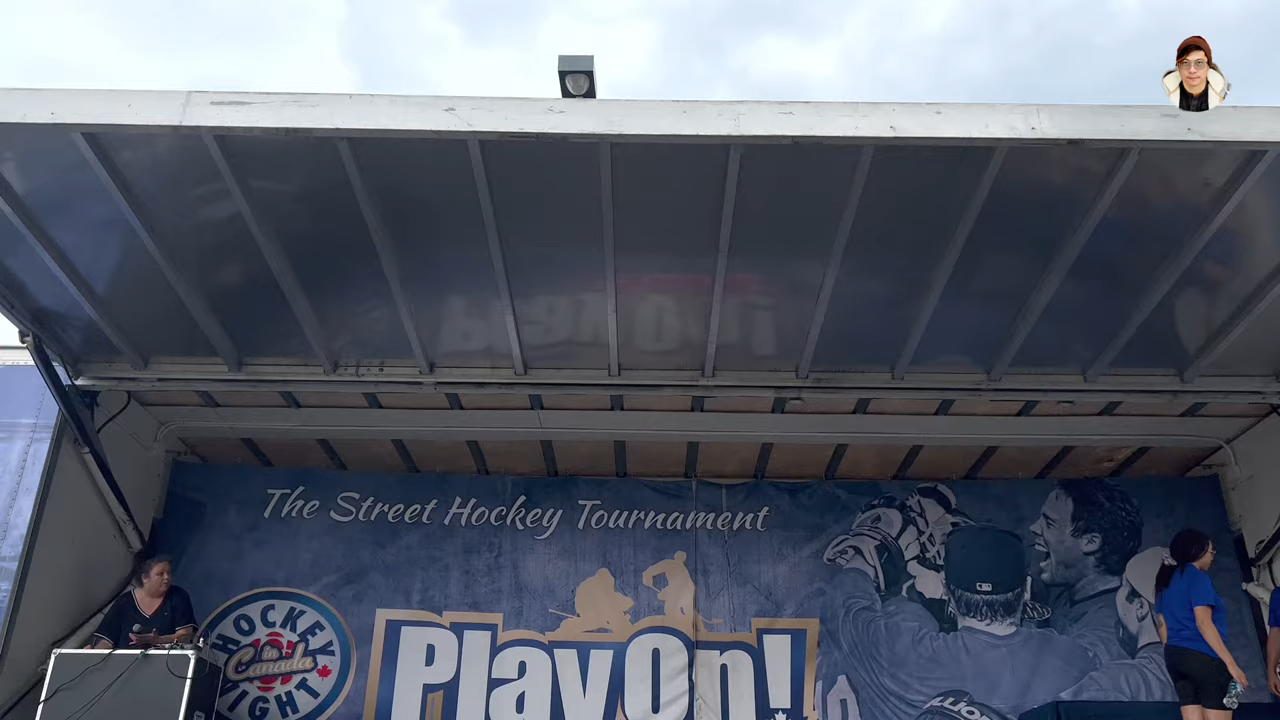 The Street Hockey Tournament
HOCKEY
in
Canada
NIGHT
PlayOn!